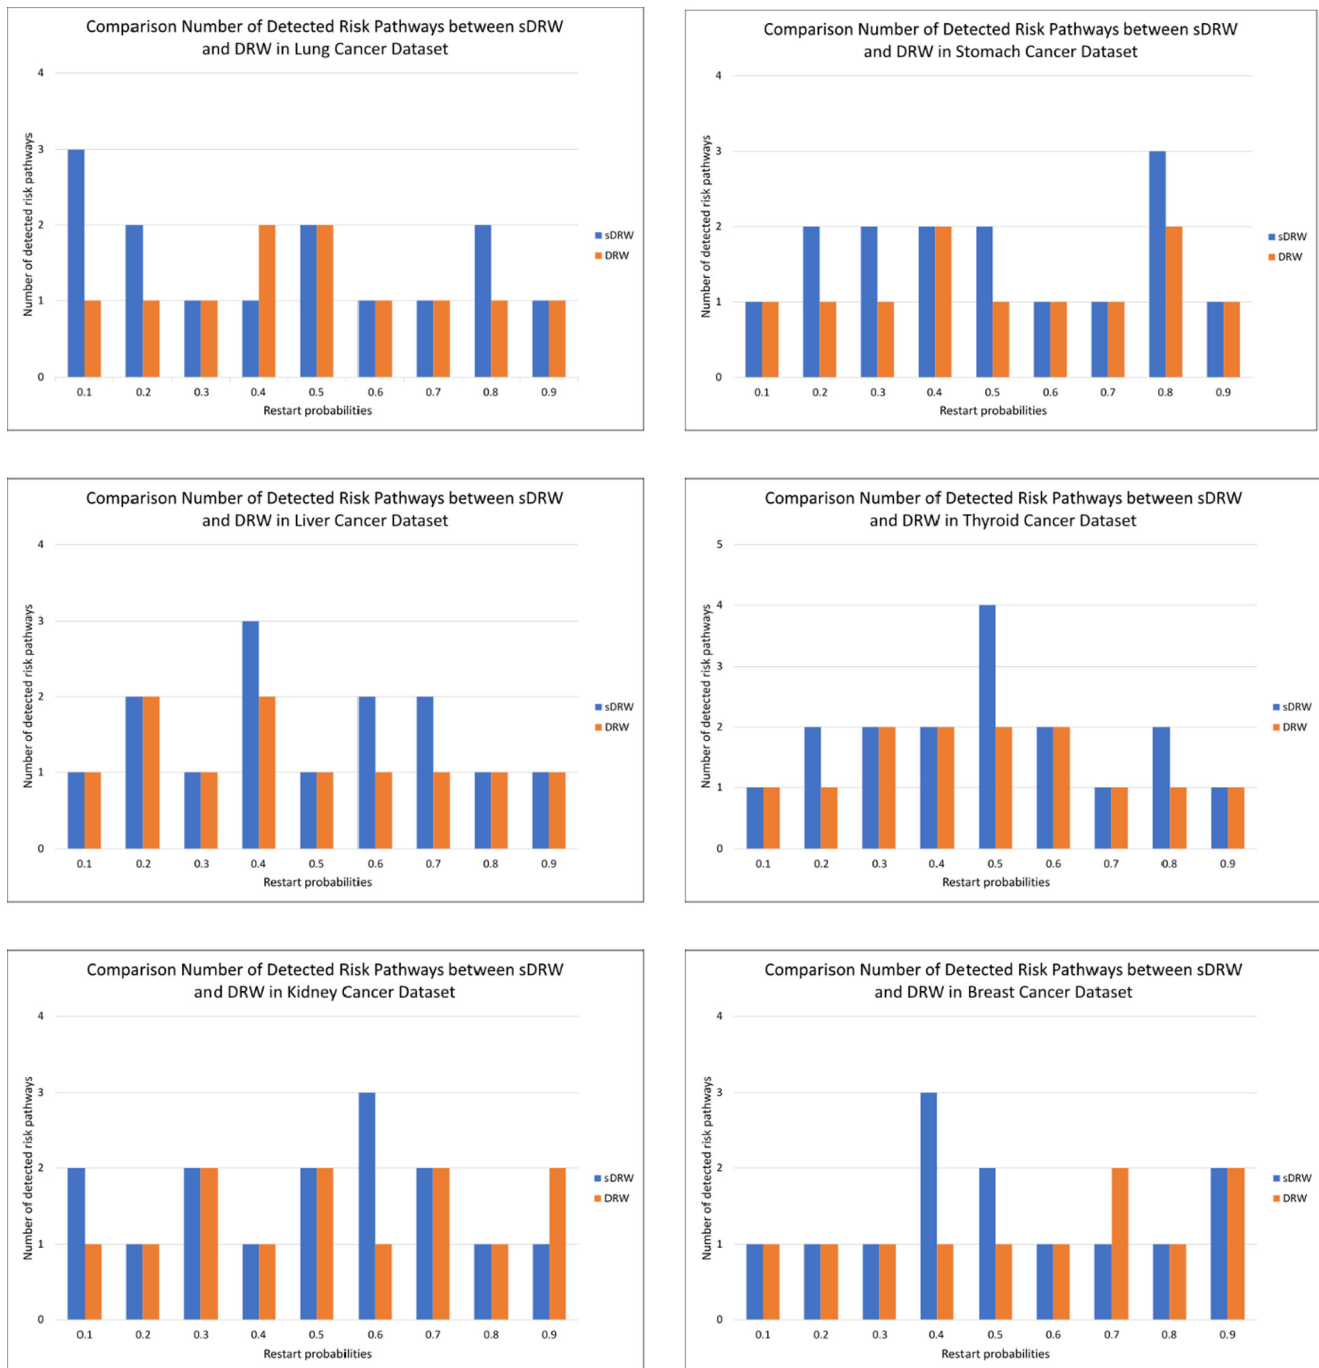 Comparison Number of Detected Risk Pathways between sDRW
and DRW in Lung Cancer Dataset
4
3
2
1
0
Number of detected risk pathways
0.1 0.2 0.3 0.4 0.5 0.6 0.7 0.8 0.9
Restart probabilities
sDRW
DRW
Comparison Number of Detected Risk Pathways between sDRW
and DRW in Stomach Cancer Dataset
4
3
2
1
0
Number of detected risk pathways
0.1 0.2 0.3 0.4 0.5 0.6 0.7 0.8 0.9
Restart probabilities
sDRW
DRW
Comparison Number of Detected Risk Pathways between sDRW
and DRW in Liver Cancer Dataset
4
3
2
1
0
Number of detected risk pathways
0.1 0.2 0.3 0.4 0.5 0.6 0.7 0.8 0.9
Restart probabilities
sDRW
DRW
Comparison Number of Detected Risk Pathways between sDRW
and DRW in Thyroid Cancer Dataset
5
4
3
2
1
0
Number of detected risk pathways
0.1 0.2 0.3 0.4 0.5 0.6 0.7 0.8 0.9
Restart probabilities
sDRW
DRW
Comparison Number of Detected Risk Pathways between sDRW
and DRW in Kidney Cancer Dataset
4
3
2
1
0
Number of detected risk pathways
0.1 0.2 0.3 0.4 0.5 0.6 0.7 0.8 0.9
Restart probabilities
sDRW
DRW
Comparison Number of Detected Risk Pathways between sDRW
and DRW in Breast Cancer Dataset
4
3
2
1
0
Number of detected risk pathways
0.1 0.2 0.3 0.4 0.5 0.6 0.7 0.8 0.9
Restart probabilities
sDRW
DRW